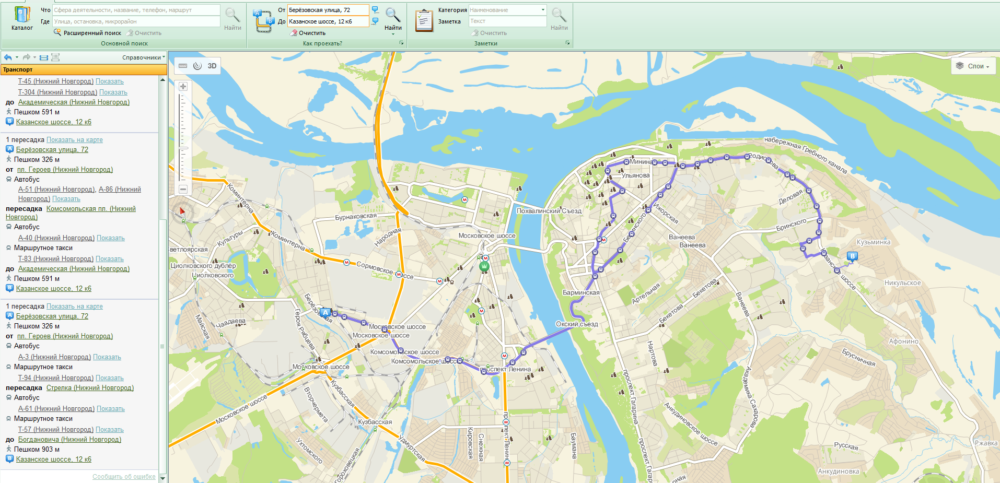 Каталог
Что Сфера деятельности, название, телефон, маршрут
Где Улица, остановка, микрорайон
Найти
Расширенный поиск Очистить
Основной поиск
От Берёзовская улица, 72
До Казанское шоссе, 12 к6
Найти
Очистить
Как проехать?
Категория Наименование
Заметка Текст
Найти
Очистить
Заметки
Справочники
Транспорт
Т-45 (Нижний Новгород) Показать
Т-304 (Нижний Новгород) Показать
до Академическая (Нижний Новгород)
Пешком 591 м
B Казанское шоссе, 12 к6
1 пересадка Показать на карте
A Берёзовская улица, 72
Пешком 326 м
от пл. Героев (Нижний Новгород)
Автобус
А-51 (Нижний Новгород), А-86 (Нижний
Новгород) Показать
пересадка Комсомольская пл. (Нижний
Новгород)
Автобус
А-40 (Нижний Новгород) Показать
Маршрутное такси
Т-83 (Нижний Новгород) Показать
до Академическая (Нижний Новгород)
Пешком 591 м
B Казанское шоссе, 12 к6
1 пересадка Показать на карте
A Берёзовская улица, 72
Пешком 326 м
от пл. Героев (Нижний Новгород)
Автобус
А-3 (Нижний Новгород) Показать
Маршрутное такси
Т-94 (Нижний Новгород) Показать
пересадка Стрелка (Нижний Новгород)
Автобус
А-61 (Нижний Новгород) Показать
Маршрутное такси
Т-57 (Нижний Новгород) Показать
до Богдановича (Нижний Новгород)
Пешком 903 м
B Казанское шоссе, 12 к6
Сообщить об ошибке
3D
Слои
набережная Гребного канала
Родионова
Минина
Ульянова
Деловая
Ижорская
Бринского
Бринского
Похвалинский Съезд
Коминтерна
Бурнаковская
Народная
Культуры
Коминтерна
Московское шоссе
Ванеева
Ванеева
Кузьминка
B
Казанское шоссе
Никульское
ветлоярская
Циолковского дублёр
Циолковского
Сормовское шоссе
Барминская
Артельная
Бекетова
Бекетова
Ванеева
Берёзовская
A
Героя Рябцева
Чаадаева
Майская
Московское шоссе
Московское шоссе
Окский съезд
Афонино
Комсомольское шоссе
Комсомольское шоссе
проспект Ленина
Нартова
Брусничная
Московское шоссе
Кузбасская
Вторчермета
Московское шоссе
проспект Гагарина
Академика Сахарова
Анкудиновское шоссе
Кузбасская
Удмуртская
Ухтомского
Гороховецкая
Кировская
Снежная
проспект Ленина
Баумана
проспект Гагарина
Русская
Ржавка
Анкудиновка